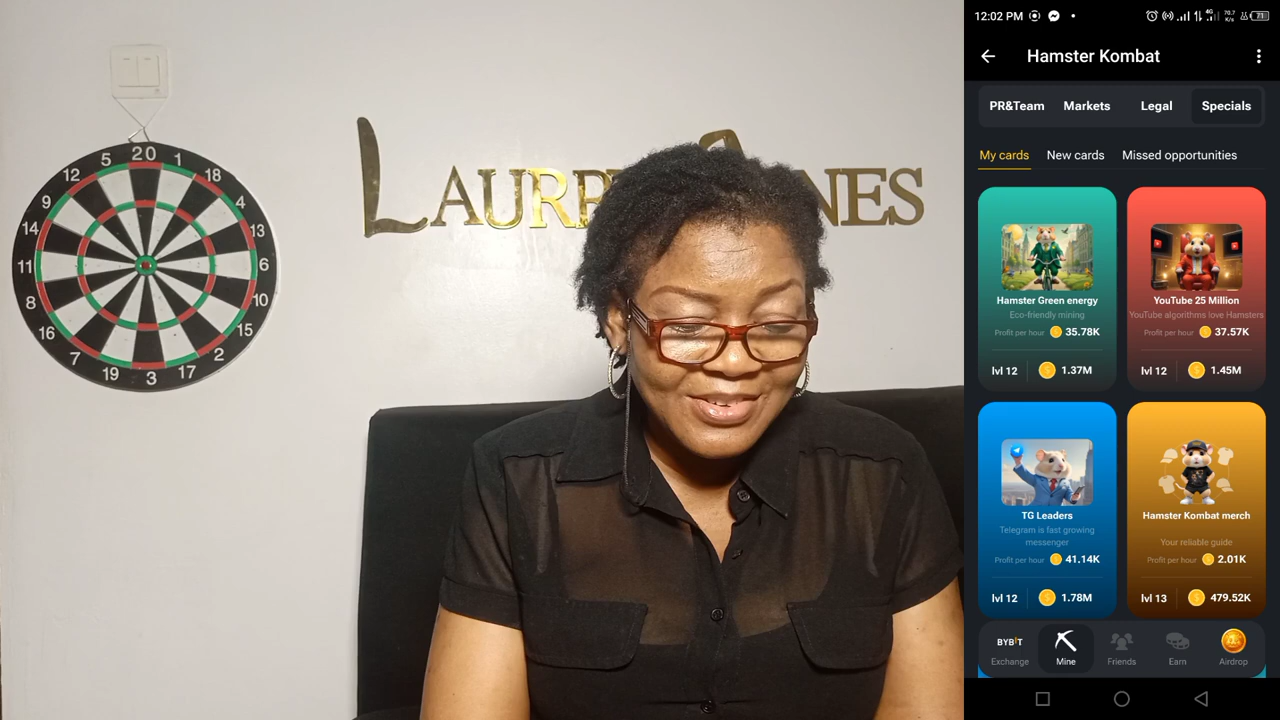 LAURE NES
20
1
18
4
13
6
10
15
2
17
3
19
7
16
8
11
14
9
12
5
12:02 PM
4G
70.7
K/s
71
Hamster Kombat
PR&Team Markets Legal Specials
My cards New cards Missed opportunities
Hamster Green energy
Eco-friendly mining
Profit per hour 35.78K
lvl 12 1.37M
YouTube 25 Million
YouTube algorithms love Hamsters
Profit per hour 37.57K
lvl 12 1.45M
TG Leaders
Telegram is fast growing
messenger
Profit per hour 41.14K
lvl 12 1.78M
Hamster Kombat merch
Your reliable guide
Profit per hour 2.01K
lvl 13 479.52K
BYBIT
Exchange Mine Friends Earn Airdrop